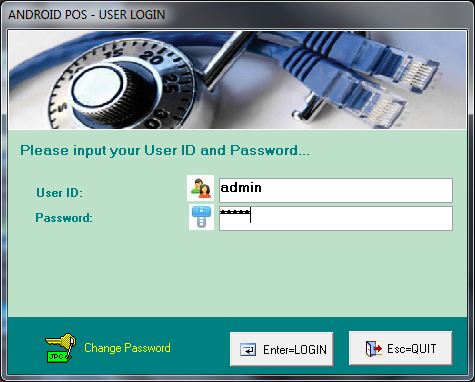 ANDROID POS - USER LOGIN
Please input your User ID and Password...
User ID:
admin
Password:
*****
Change Password
JPC
Enter=LOGIN
Esc=QUIT